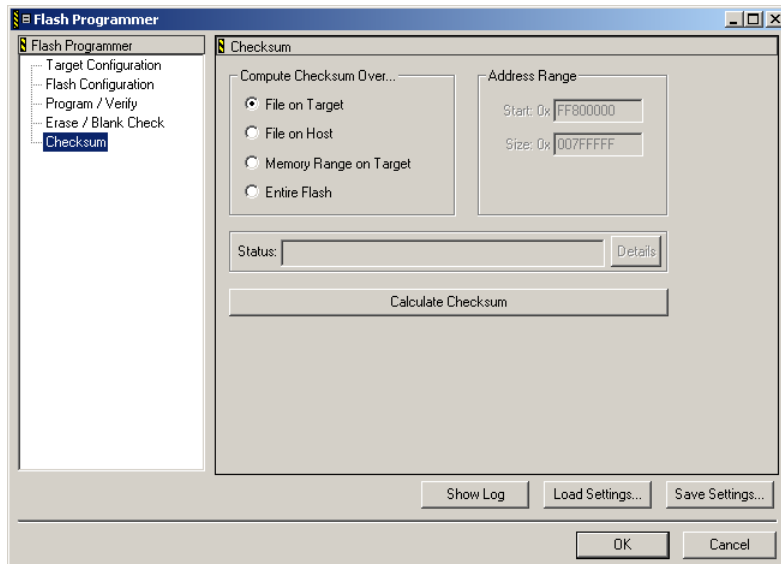 Flash Programmer
Flash Programmer
Target Configuration
Flash Configuration
Program / Verify
Erase / Blank Check
Checksum
Checksum
Compute Checksum Over...
File on Target
File on Host
Memory Range on Target
Entire Flash
Address Range
Start: 0x FF800000
Size: 0x 007FFFFF
Status:
Details
Calculate Checksum
Show Log
Load Settings...
Save Settings...
OK
Cancel